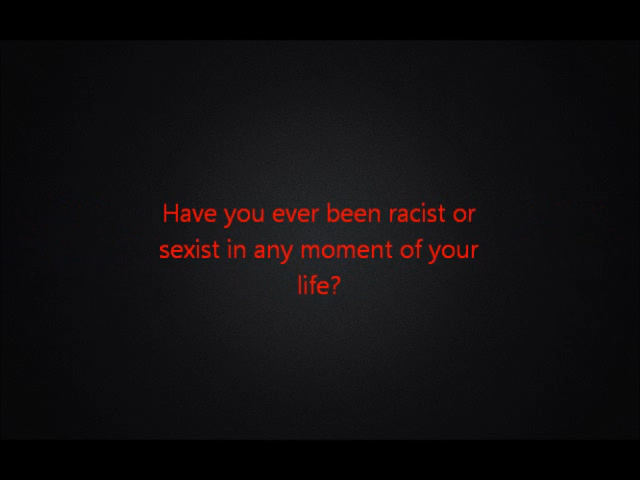 Have you ever been racist or
sexist in any moment of your
life?